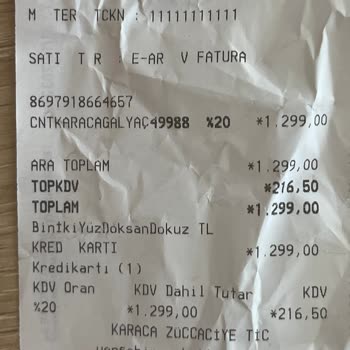 M TER TCKN : 11111111111
SATI T R : E-AR V FATURA
8697918664657
CNTKARACAGALYAÇ49988 %20 *1.299,00
ARA TOPLAM *1.299,00
TOPKDV *216,50
TOPLAM *1.299,00
BinİkiYüzDoksanDokuz TL
KRED KARTI *1.299,00
Kredikartı (1)
KDV Oran KDV Dahil Tutar KDV
%20 *1.299,00 *216,50
KARACA ZÜCCACİYE TİC